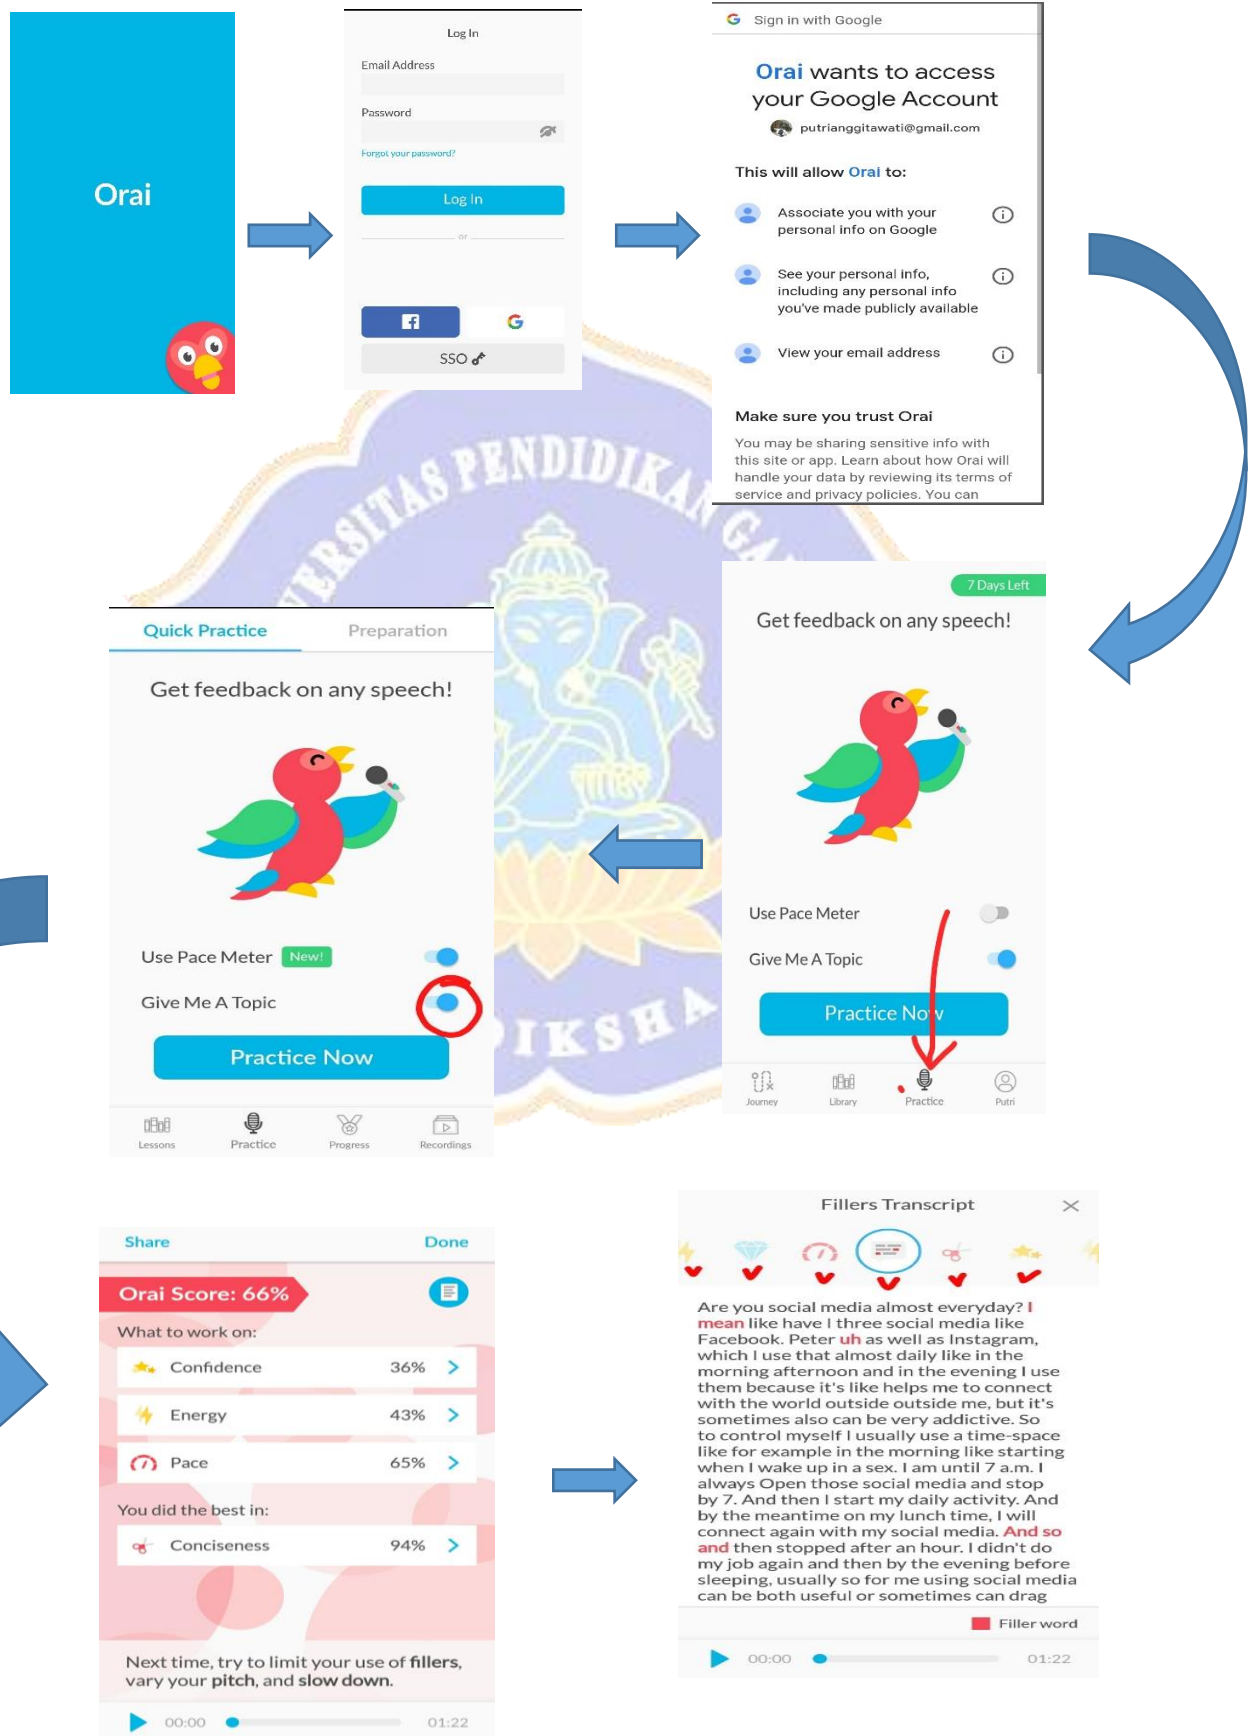 Orai
Log In
Email Address
Password
Forgot your password?
Log In
or
SSO
Sign in with Google
Orai wants to access
your Google Account
putrianggitawati@gmail.com
This will allow Orai to:
Associate you with your
personal info on Google
See your personal info,
including any personal info
you've made publicly available
View your email address
Make sure you trust Orai
You may be sharing sensitive info with
this site or app. Learn about how Orai will
handle your data by reviewing its terms of
service and privacy policies. You can
7 Days Left
Get feedback on any speech!
Use Pace Meter
Give Me A Topic
Practice Now
Journey
Library
Practice
Putri
Quick Practice
Preparation
Get feedback on any speech!
Use Pace Meter New!
Give Me A Topic
Practice Now
Lessons
Practice
Progress
Recordings
PENDIDIKAN
Share
Done
Orai Score: 66%
What to work on:
Confidence 36%
Energy 43%
Pace 65%
You did the best in:
Conciseness 94%
Next time, try to limit your use of fillers,
vary your pitch, and slow down.
00:00
01:22
Fillers Transcript
Are you social media almost everyday? I
mean like have I three social media like
Facebook. Peter uh as well as Instagram,
which I use that almost daily like in the
morning afternoon and in the evening I use
them because it's like helps me to connect
with the world outside outside me, but it's
sometimes also can be very addictive. So
to control myself I usually use a time-space
like for example in the morning like starting
when I wake up in a sex. I am until 7 a.m. I
always Open those social media and stop
by 7. And then I start my daily activity. And
by the meantime on my lunch time, I will
connect again with my social media. And so
and then stopped after an hour. I didn't do
my job again and then by the evening before
sleeping, usually so for me using social media
can be both useful or sometimes can drag
Filler word
00:00
01:22